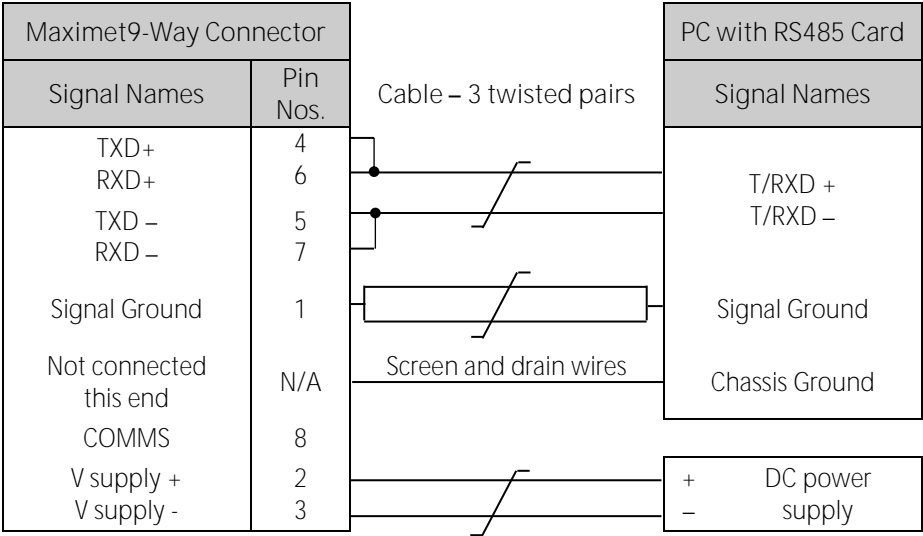 Maximet9-Way Connector
PC with RS485 Card
Signal Names
Pin
Nos.
Cable – 3 twisted pairs
Signal Names
TXD+ 4
RXD+ 6
TXD – 5
RXD – 7
T/RXD +
T/RXD –
Signal Ground 1
Signal Ground
Not connected
this end
N/A
Screen and drain wires
Chassis Ground
COMMS 8
V supply + 2
V supply - 3
+ DC power
– supply